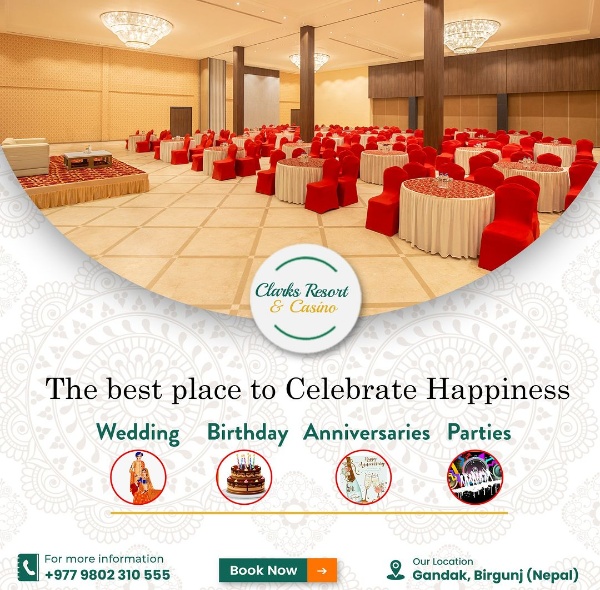 Clarks Resort
& Casino
The best place to Celebrate Happiness
Wedding Birthday Anniversaries Parties
For more information
+977 9802 310 555
Book Now
Our Location
Gandak, Birgunj (Nepal)